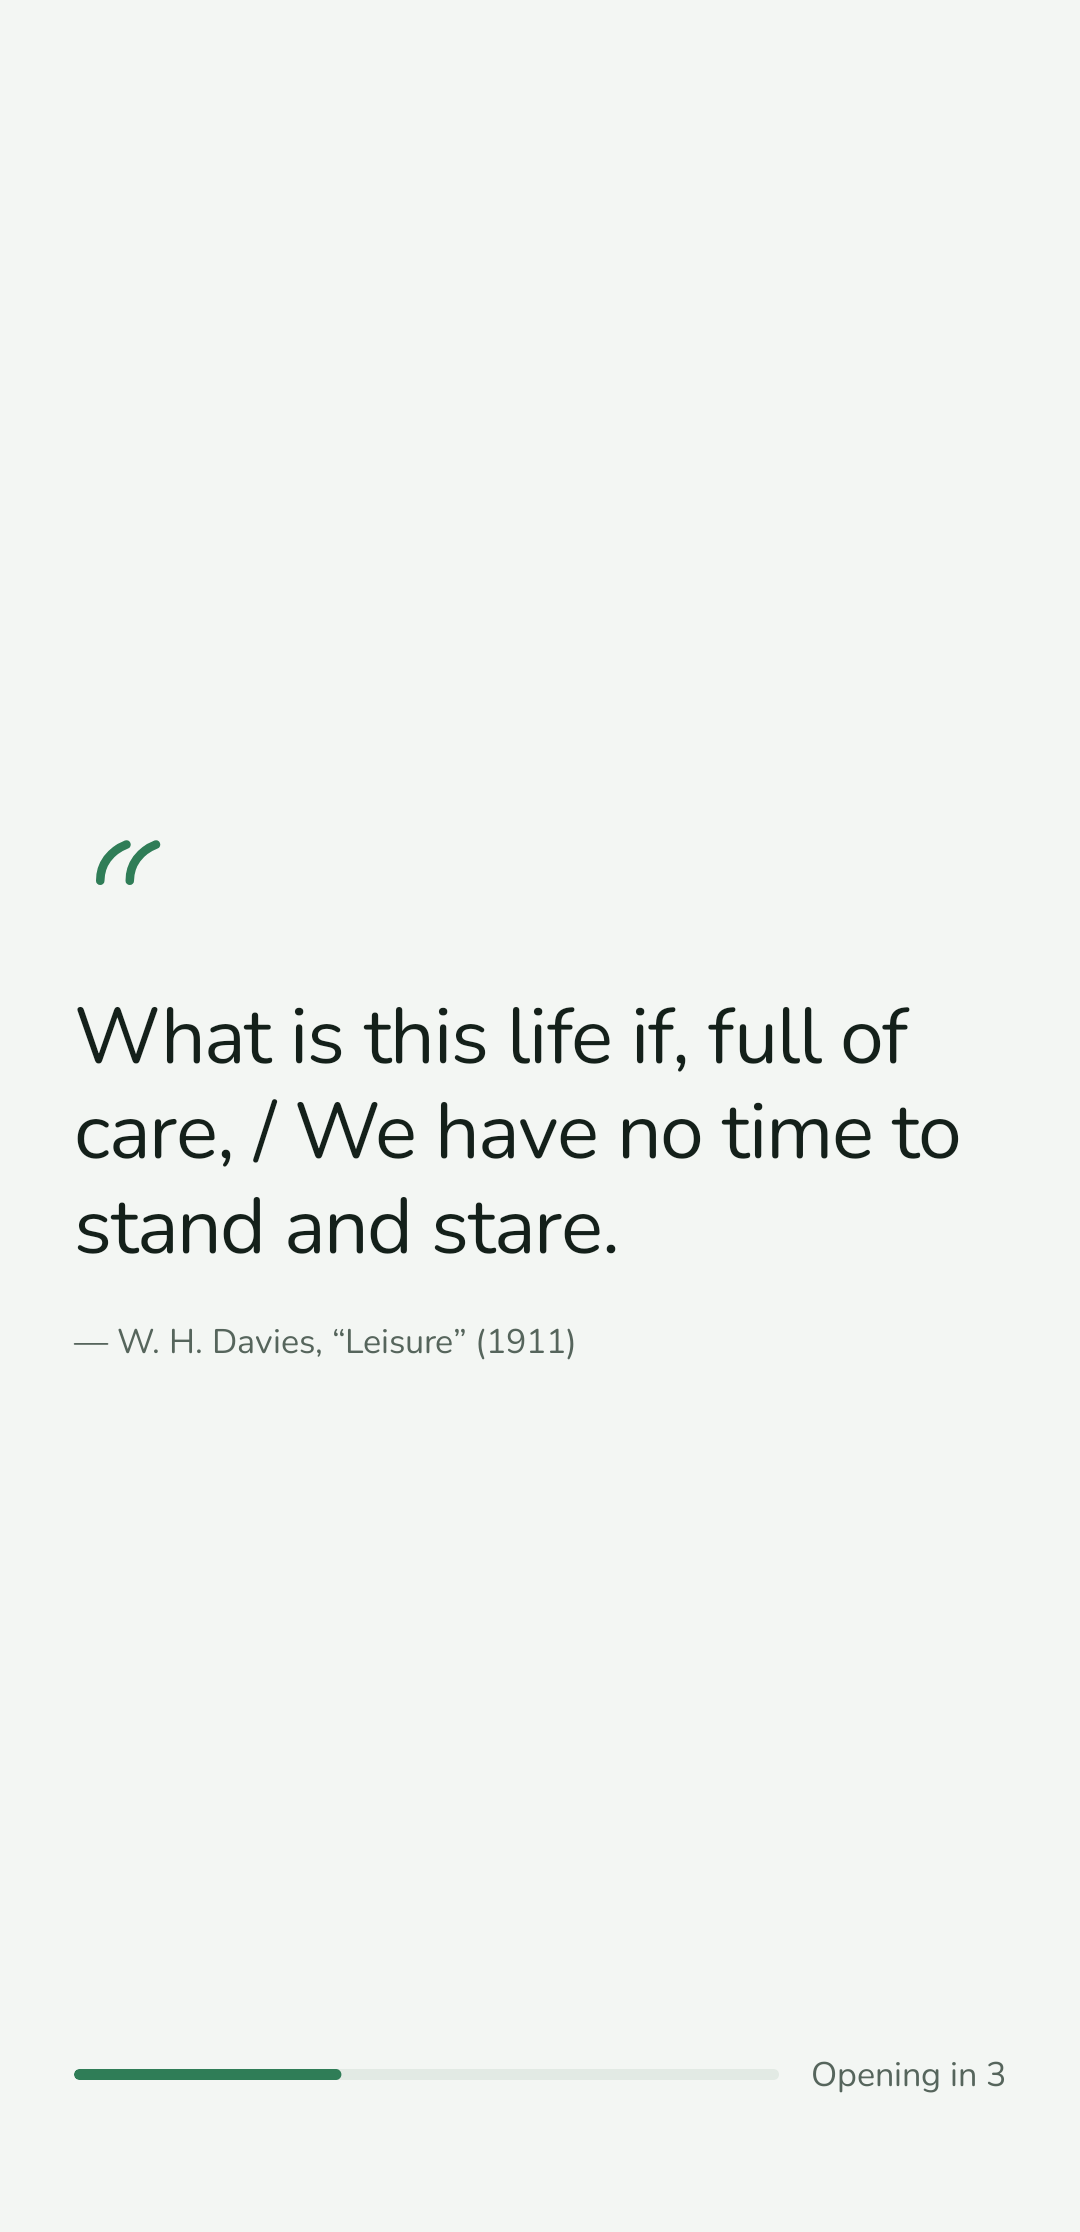 “
What is this life if, full of
care, / We have no time to
stand and stare.
— W. H. Davies, “Leisure” (1911)
Opening in 3